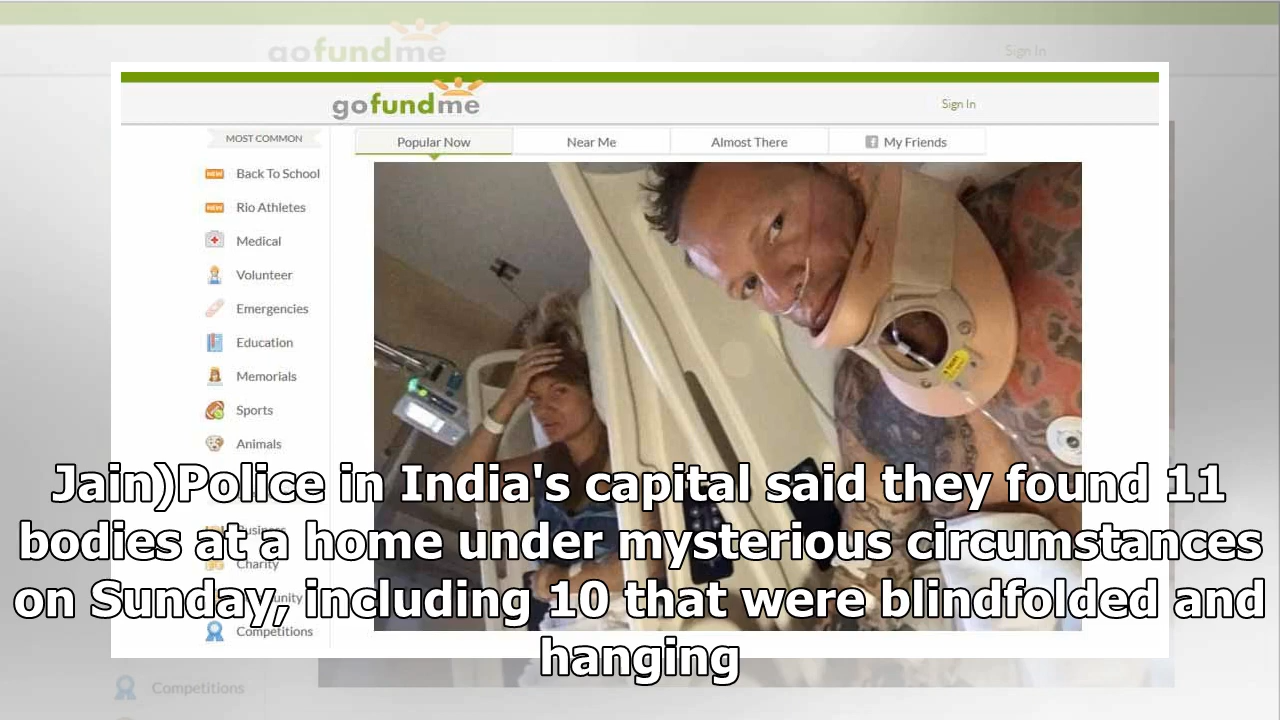 gofundme
Sign In
gofundme
Sign In
MOST COMMON
Popular Now
Near Me
Almost There
My Friends
NEW Back To School
NEW Rio Athletes
Medical
Volunteer
Emergencies
Education
Memorials
Sports
Animals
Jain)Police in India's capital said they found 11
Business
bodies at a home under mysterious circumstances
Charity
on Sunday, including 10 that were blindfolded and
Competitions
hanging
Competitions